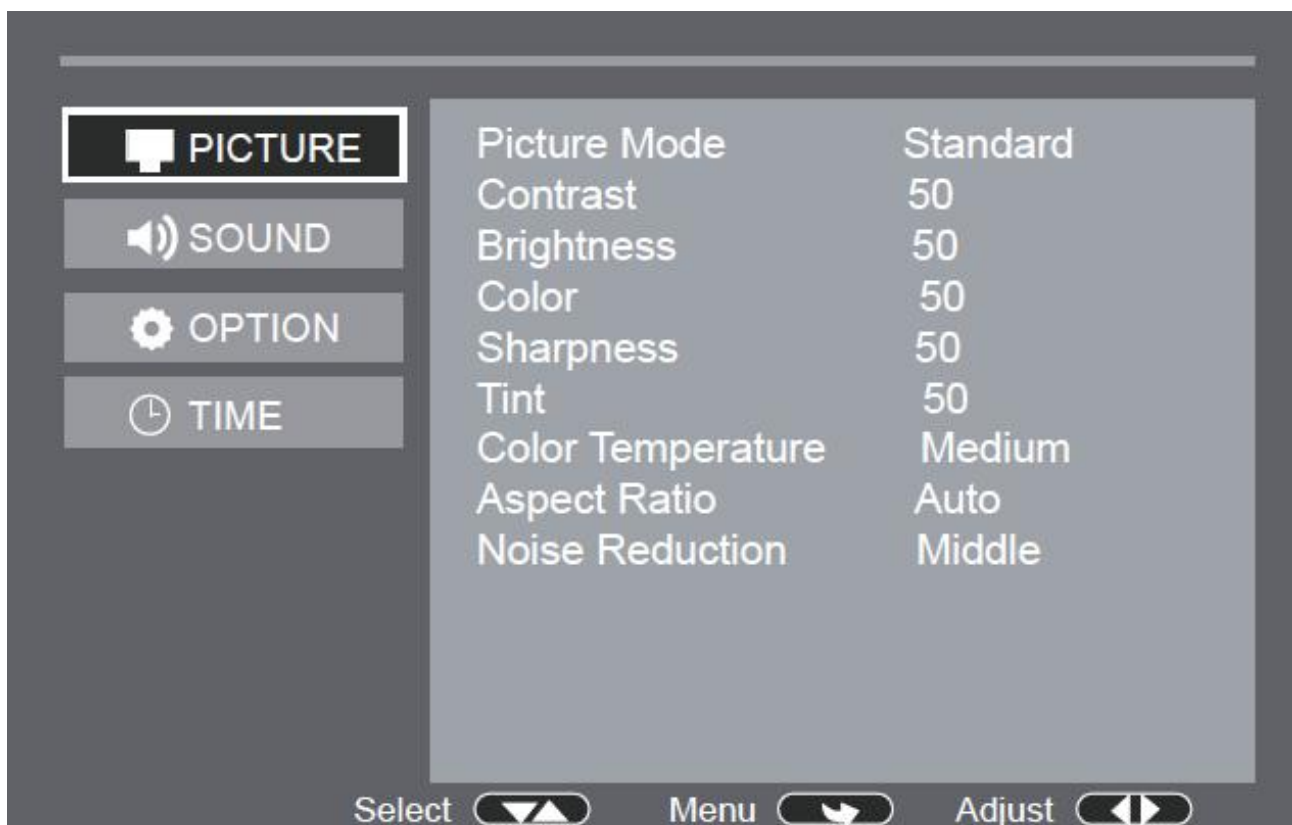 PICTURE
SOUND
OPTION
TIME
Picture Mode Standard
Contrast 50
Brightness 50
Color 50
Sharpness 50
Tint 50
Color Temperature Medium
Aspect Ratio Auto
Noise Reduction Middle
Select Menu Adjust